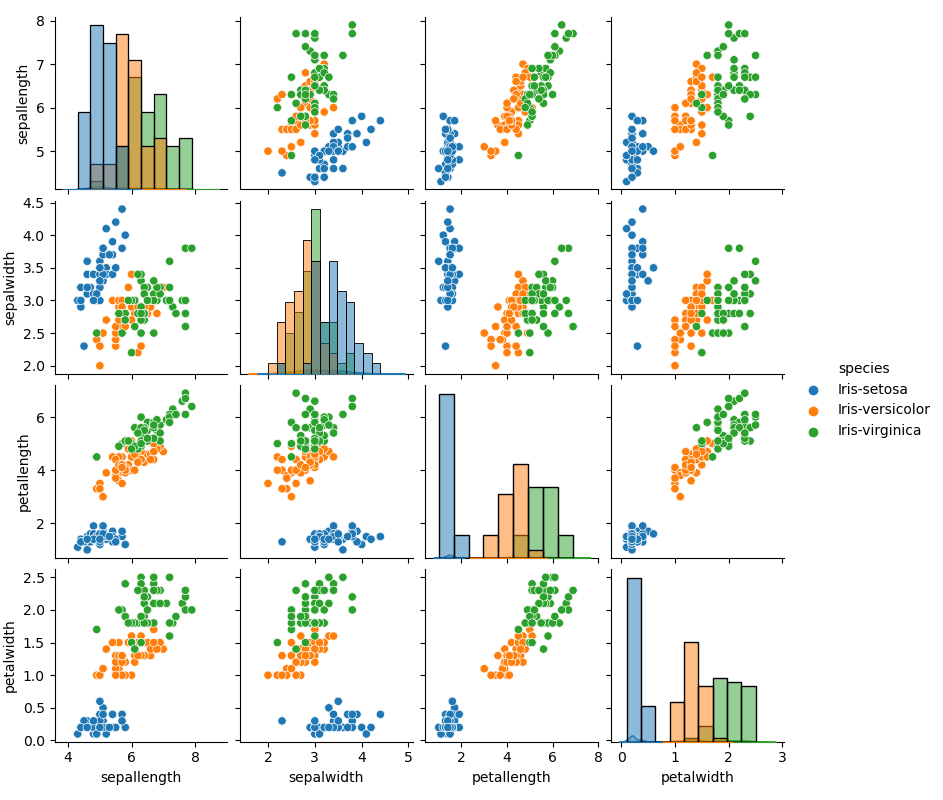 8
7
6
5
sepallength
4.5
4.0
3.5
3.0
2.5
2.0
sepalwidth
6
4
2
petallength
2.5
2.0
1.5
1.0
0.5
0.0
petalwidth
4 6 8
sepallength
2 3 4 5
sepalwidth
2 4 6 8
petallength
0 1 2 3
petalwidth
species
Iris-setosa
Iris-versicolor
Iris-virginica